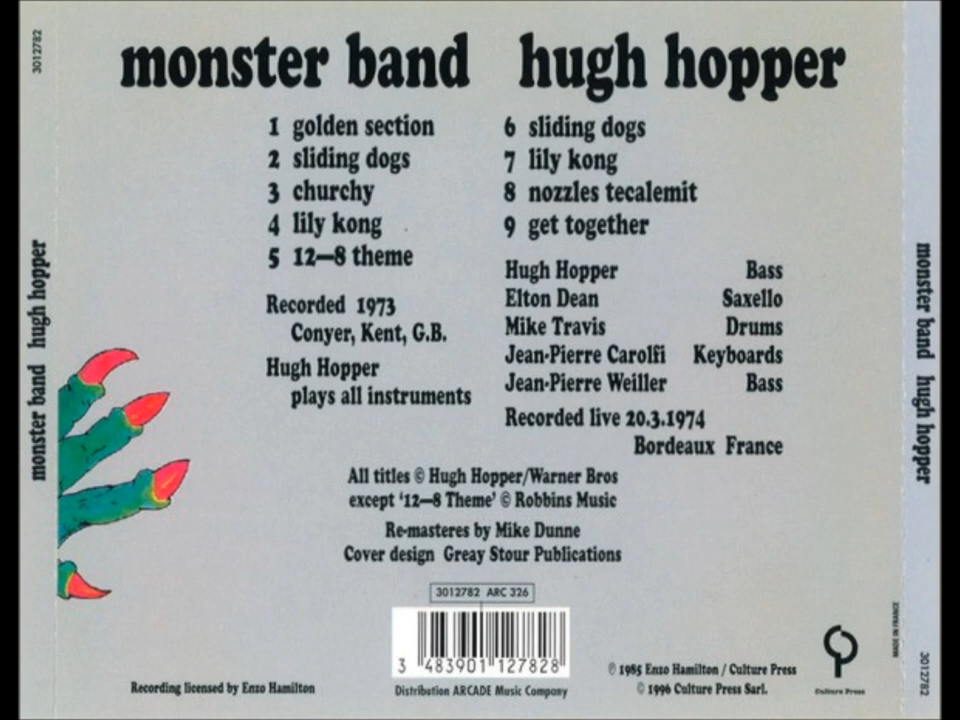 monster band hugh hopper
1 golden section
2 sliding dogs
3 churchy
4 lily kong
5 12–8 theme
Recorded 1973
Conyer, Kent, G.B.
Hugh Hopper
plays all instruments
6 sliding dogs
7 lily kong
8 nozzles tecalemit
9 get together
Hugh Hopper Bass
Elton Dean Saxello
Mike Travis Drums
Jean-Pierre Carolfi Keyboards
Jean-Pierre Weiller Bass
Recorded live 20.3.1974
Bordeaux France
All titles © Hugh Hopper/Warner Bros
except ‘12–8 Theme’ © Robbins Music
Re-masteres by Mike Dunne
Cover design Greay Stour Publications
3012782 ARC 326
3 483901 127828
Distribution ARCADE Music Company
Recording licensed by Enzo Hamilton
℗ 1985 Enzo Hamilton / Culture Press
© 1996 Culture Press Sarl.
Culture Press
MADE IN FRANCE
3012782
monster band hugh hopper
monster band hugh hopper
3012782